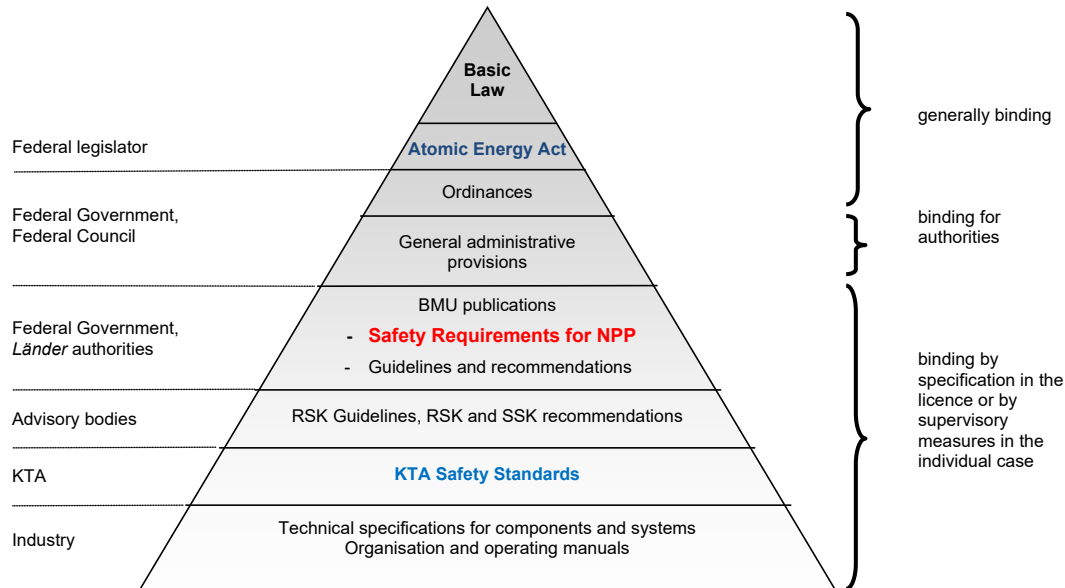 Basic
Law
generally binding
Federal legislator
Atomic Energy Act
Ordinances
Federal Government,
Federal Council
binding for
authorities
General administrative
provisions
BMU publications
Federal Government,
Länder authorities
- Safety Requirements for NPP
- Guidelines and recommendations
binding by
specification in the
licence or by
supervisory
measures in the
individual case
Advisory bodies
RSK Guidelines, RSK and SSK recommendations
KTA
KTA Safety Standards
Industry
Technical specifications for components and systems
Organisation and operating manuals